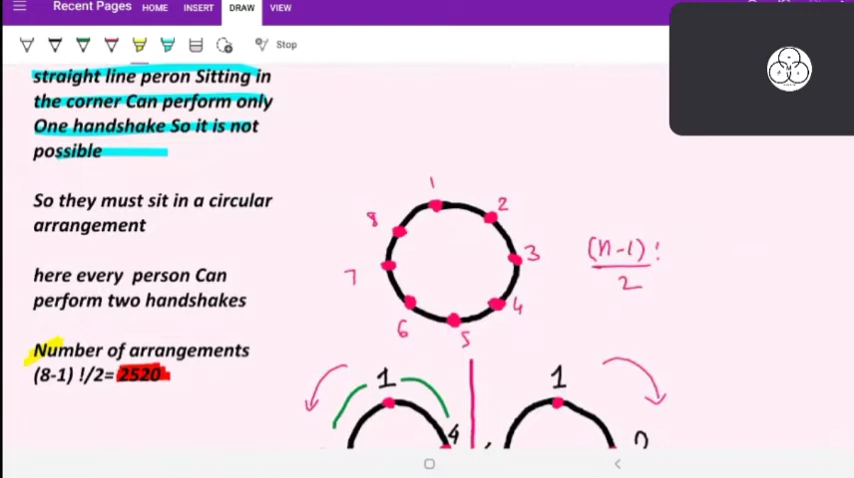 Recent Pages HOME INSERT DRAW VIEW
Stop
straight line peron Sitting in
the corner Can perform only
One handshake So it is not
possible
So they must sit in a circular
arrangement
here every person Can
perform two handshakes
Number of arrangements
(8-1) !/2= 2520
1
2
3
4
5
6
7
8
(n-1)!
2
1
4
1